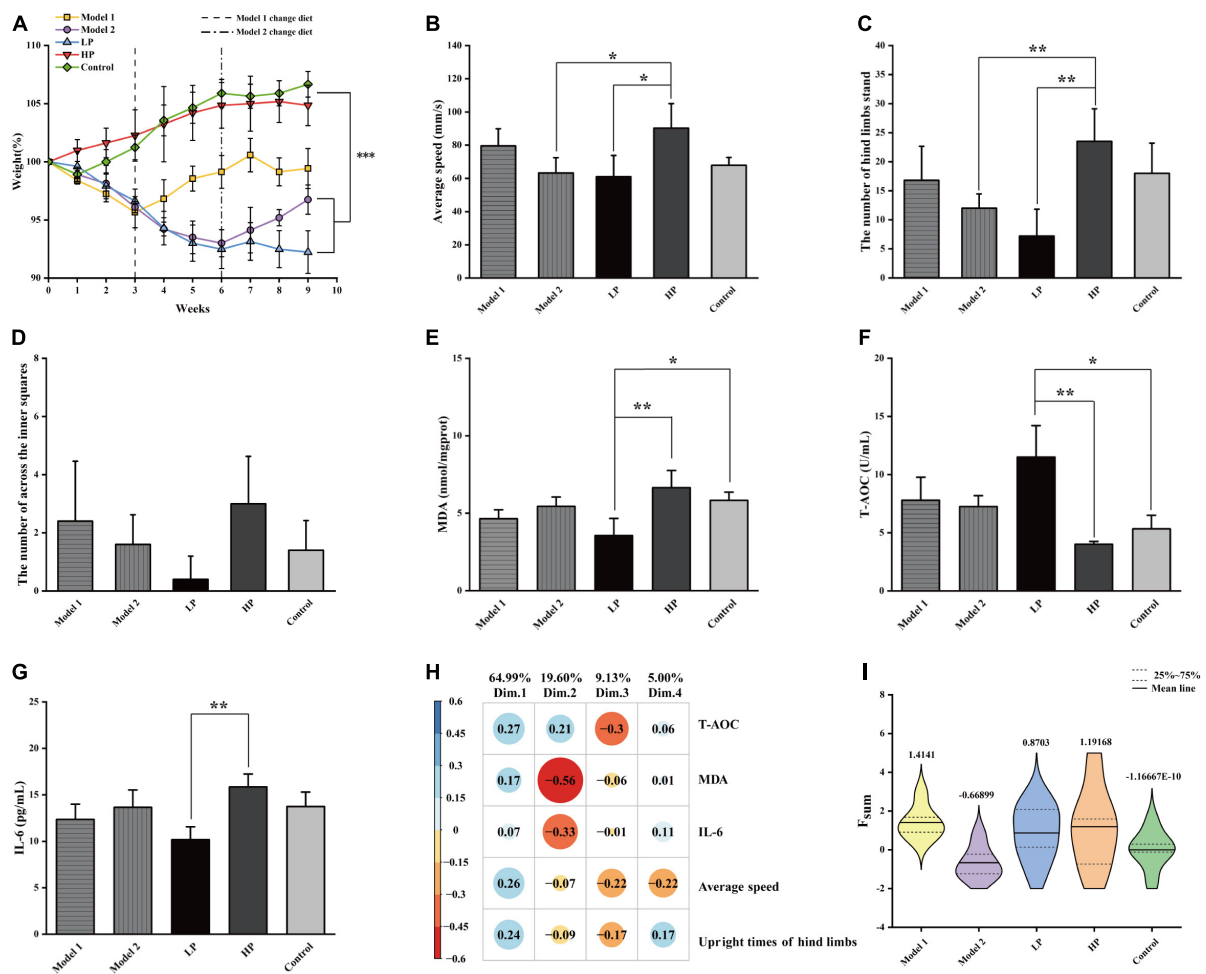 A
Model 1
Model 2
LP
HP
Control
Model 1 change diet
Model 2 change diet
Weight(%)
110
105
100
95
90
***
0 1 2 3 4 5 6 7 8 9 10
Weeks
B
Average speed (mm/s)
140
120
100
80
60
40
20
0
*
*
Model 1 Model 2 LP HP Control
C
The number of hind limbs stand
40
35
30
25
20
15
10
5
0
**
**
Model 1 Model 2 LP HP Control
D
The number of across the inner squares
8
6
4
2
0
Model 1 Model 2 LP HP Control
E
MDA (nmol/mgprot)
15
10
5
0
*
**
Model 1 Model 2 LP HP Control
F
T-AOC (U/mL)
20
15
10
5
0
*
**
Model 1 Model 2 LP HP Control
G
IL-6 (pg/mL)
25
20
15
10
5
0
**
Model 1 Model 2 LP HP Control
H
64.99% 19.60% 9.13% 5.00%
Dim.1 Dim.2 Dim.3 Dim.4
0.6
0.45
0.3
0.15
0
−0.15
−0.3
−0.45
−0.6
0.27 0.21 −0.3 0.06 T-AOC
0.17 −0.56 −0.06 0.01 MDA
0.07 −0.33 −0.01 0.11 IL-6
0.26 −0.07 −0.22 −0.22 Average speed
0.24 −0.09 −0.17 0.17 Upright times of hind limbs
I
25%~75%
Mean line
Fsum
8
6
4
2
0
-2
-4
1.4141
-0.66899
0.8703
1.19168
-1.16667E-10
Model 1 Model 2 LP HP Control